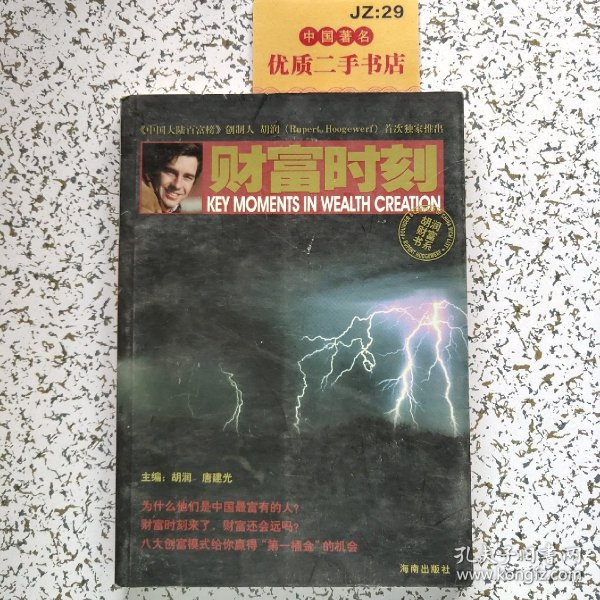 JZ:29
中国著名
优质二手书店
《中国大陆百富榜》创制人 胡润（Rupert Hoogewerf）首次独家推出
财富时刻
KEY MOMENTS IN WEALTH CREATION
胡润
财富
书系
RUPERT HOOGEWERF
主编：胡润 唐建光
为什么他们是中国最富有的人？
财富时刻来了，财富还会远吗？
八大创富模式给你赢得“第一桶金”的机会
海南出版社
孔夫子旧书网
www.kongfz.com